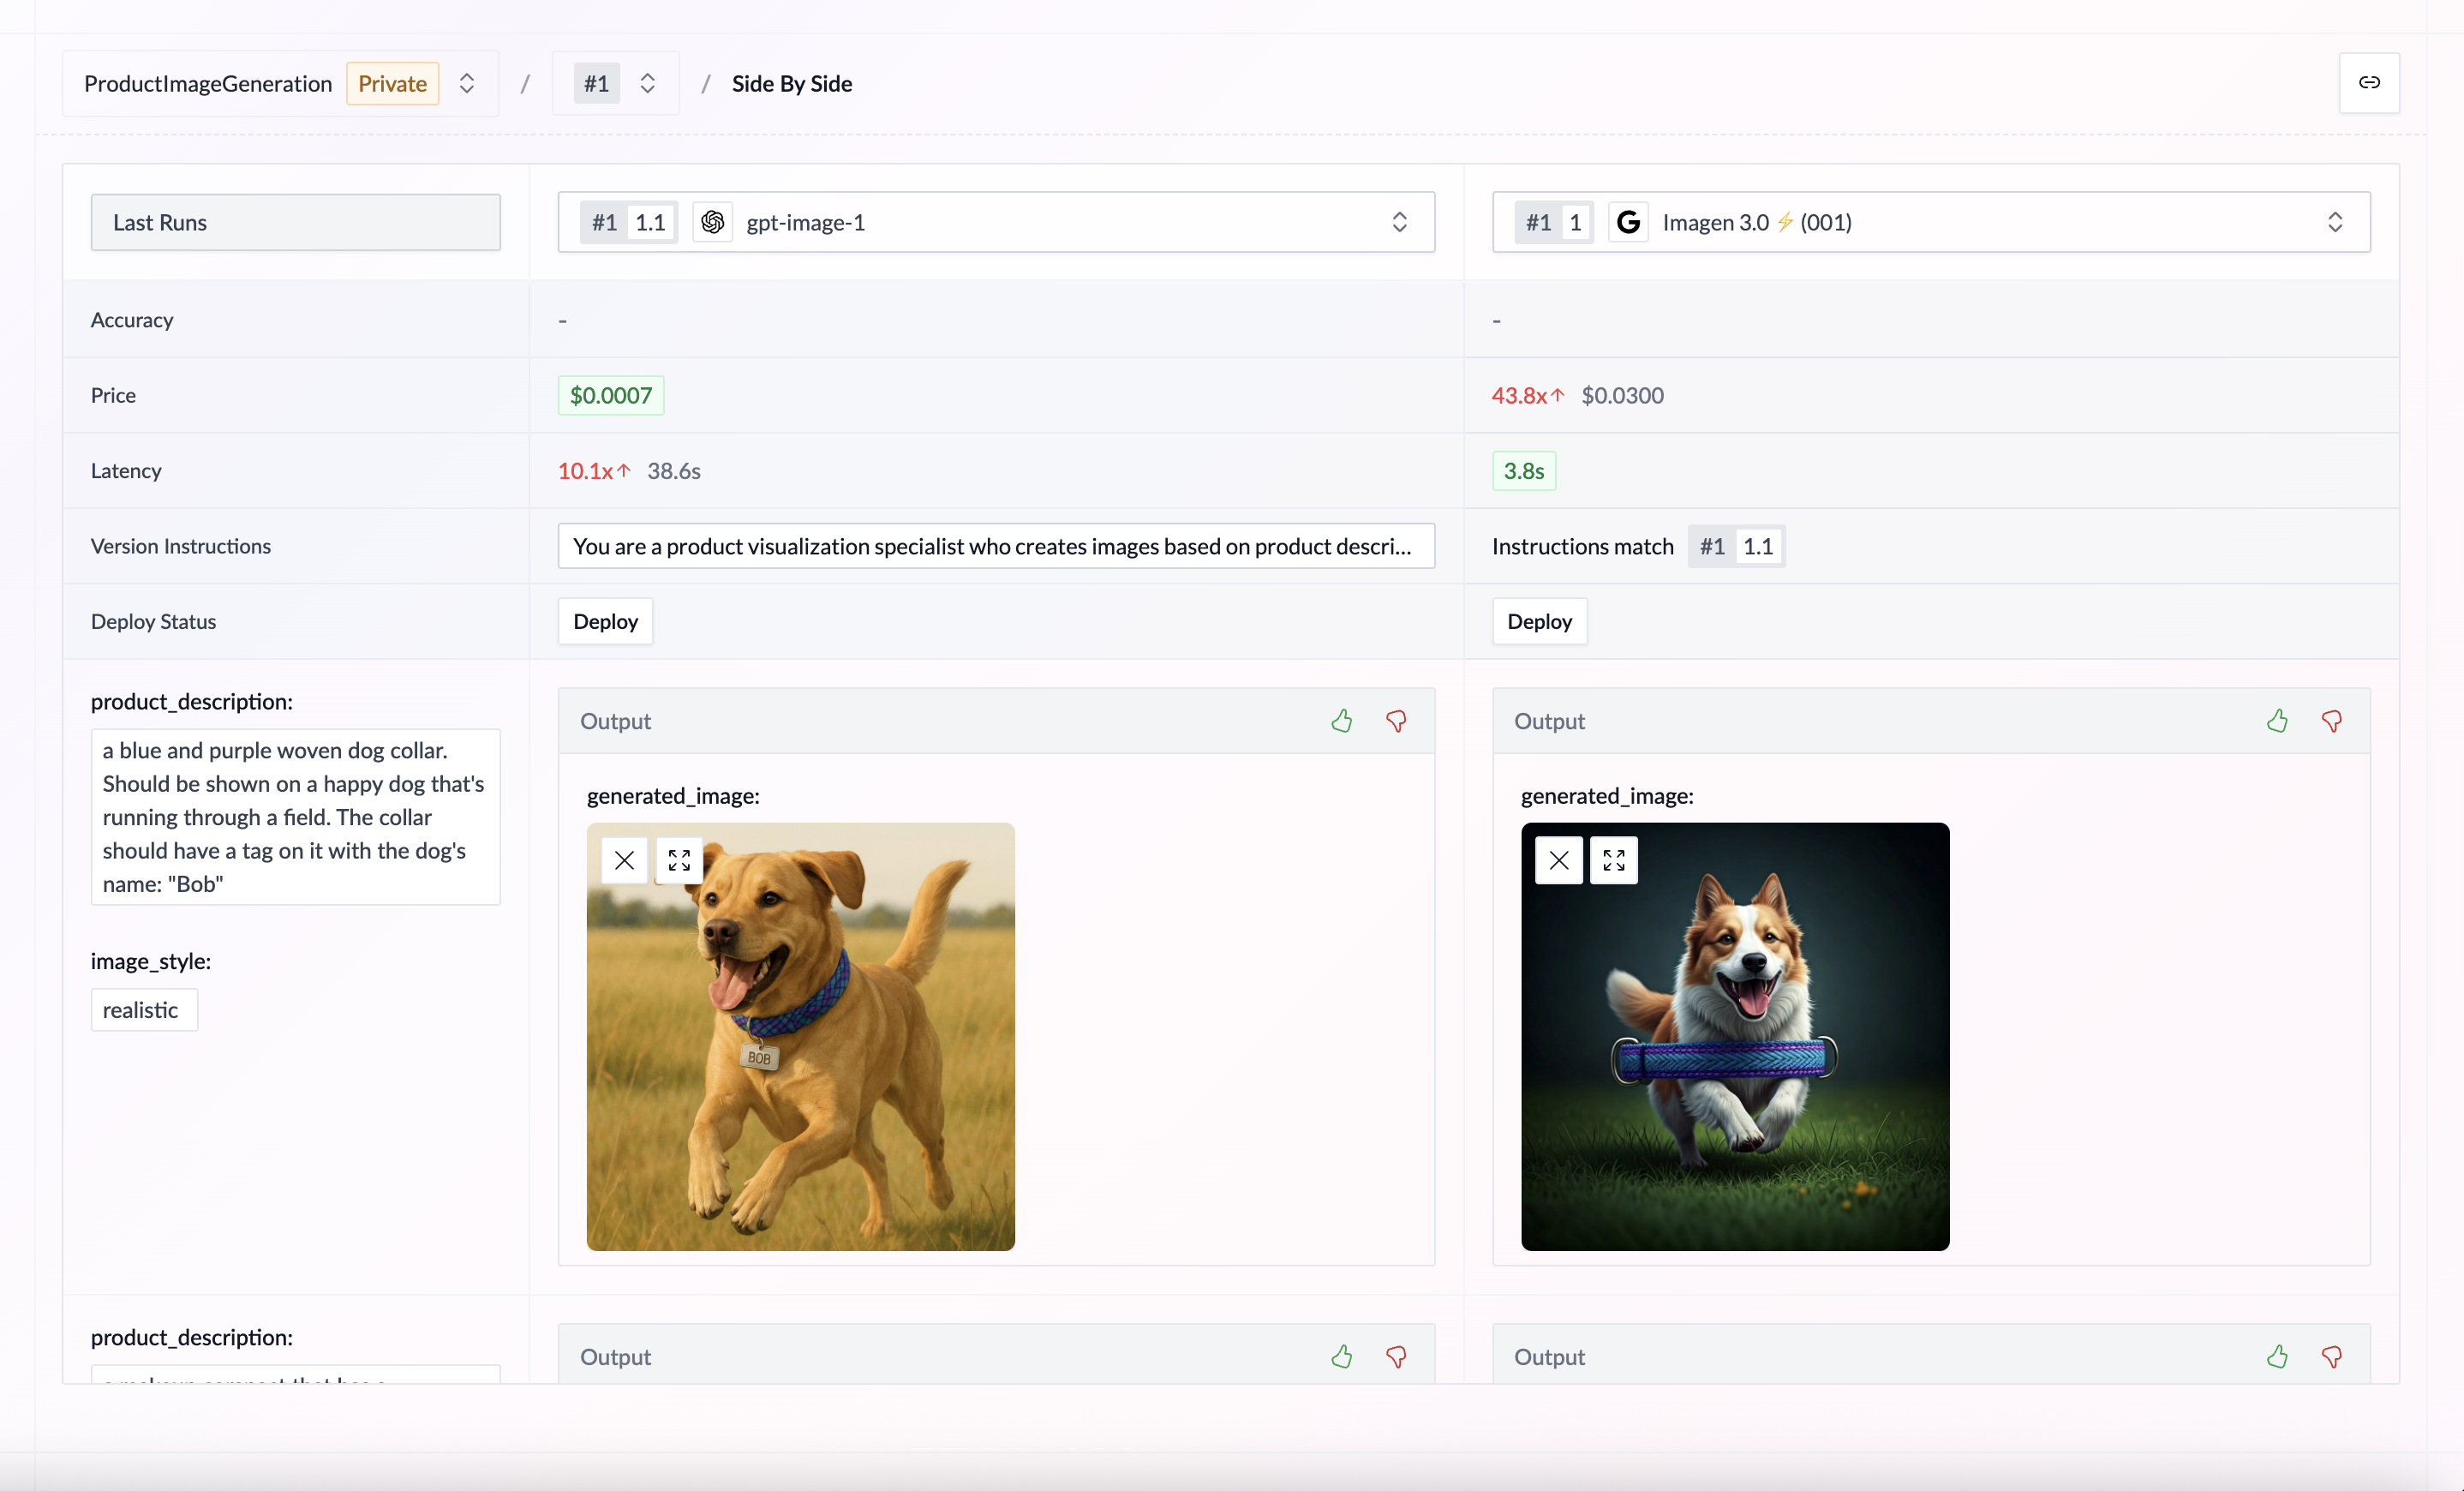 ProductImageGeneration Private / #1 / Side By Side
Last Runs
#1 1.1 gpt-image-1
#1 1 G Imagen 3.0 ⚡ (001)
Accuracy - -
Price $0.0007 43.8x↑ $0.0300
Latency 10.1x↑ 38.6s 3.8s
Version Instructions You are a product visualization specialist who creates images based on product descri... Instructions match #1 1.1
Deploy Status Deploy Deploy
product_description:
a blue and purple woven dog collar.
Should be shown on a happy dog that's
running through a field. The collar
should have a tag on it with the dog's
name: "Bob"
image_style:
realistic
Output
generated_image:
BOB
Output
generated_image:
product_description:
Output
Output